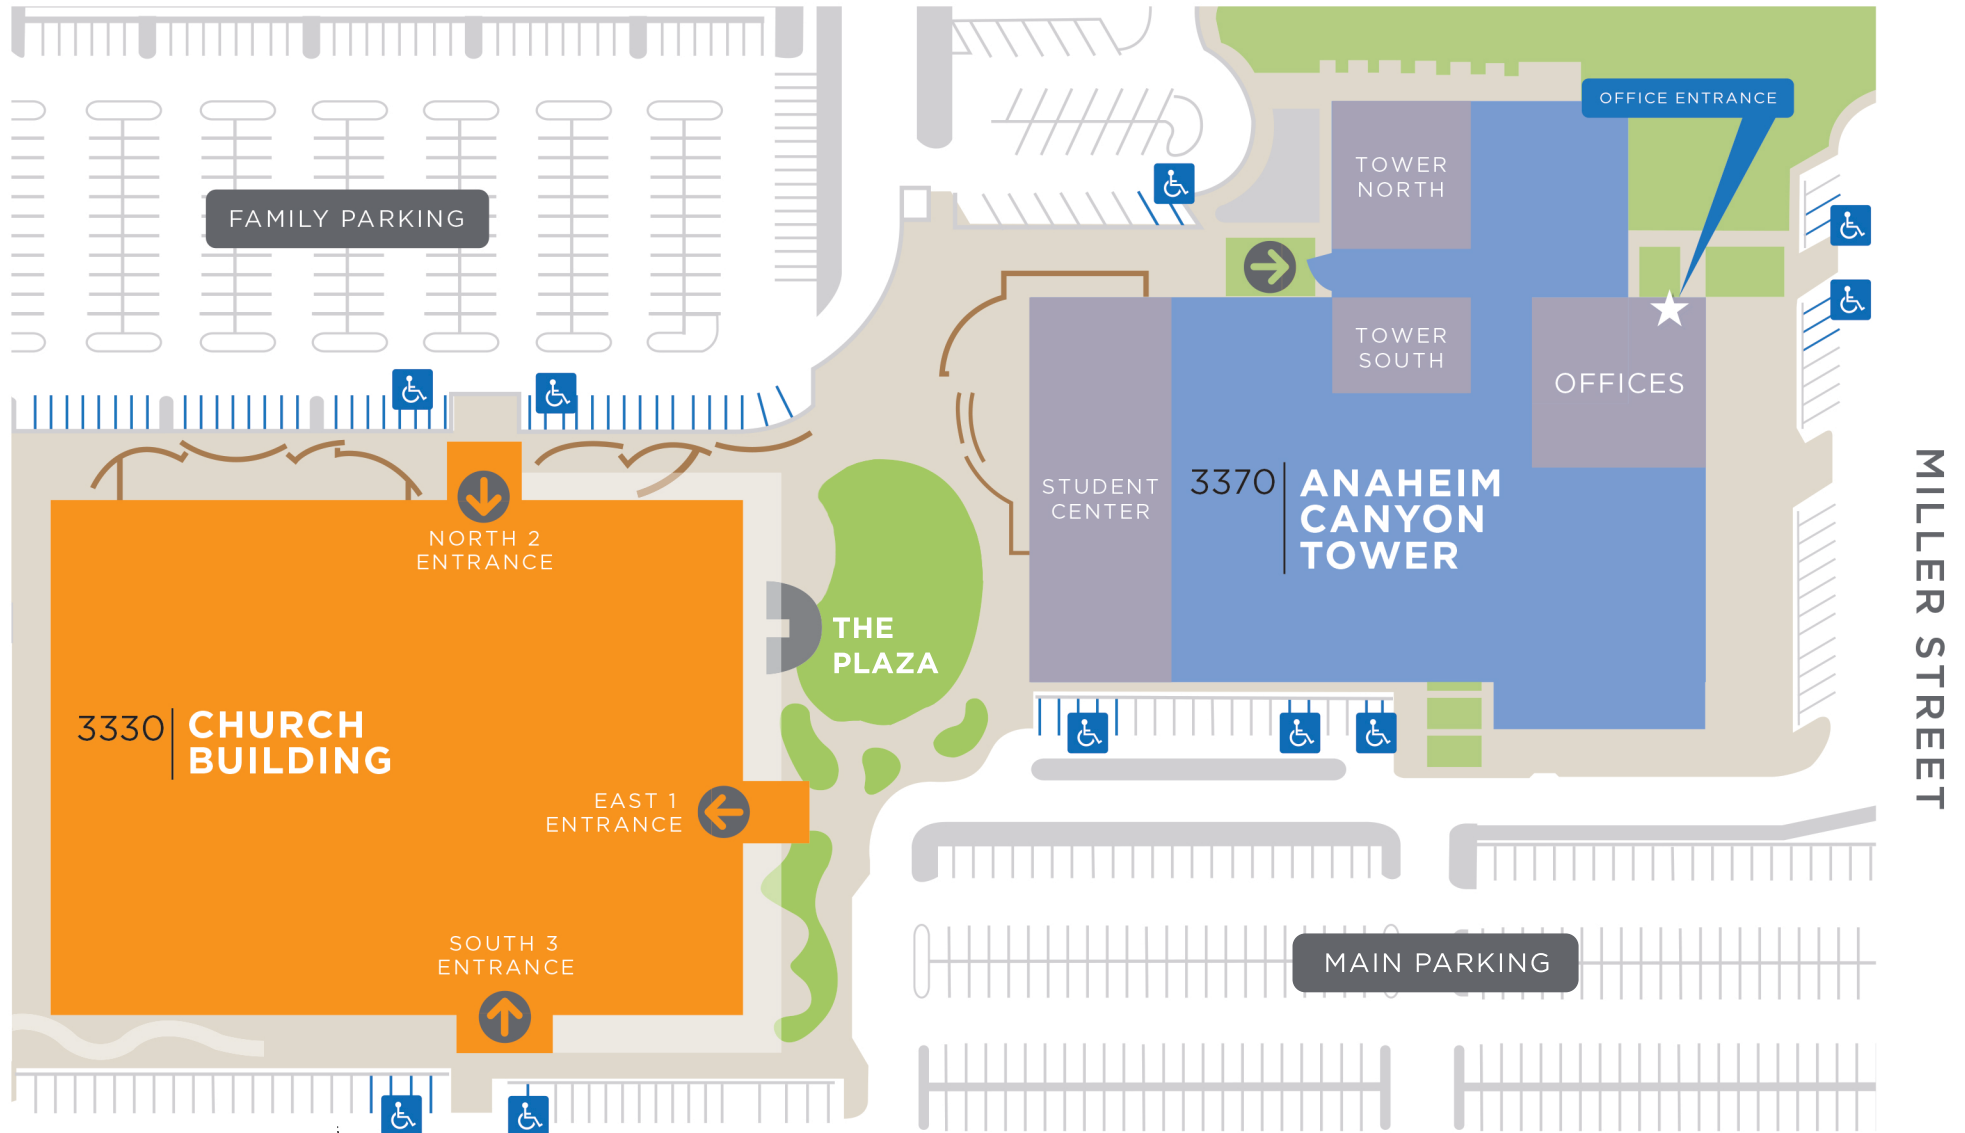 OFFICE ENTRANCE
TOWER
NORTH
FAMILY PARKING
TOWER
SOUTH
OFFICES
STUDENT
CENTER
3370
ANAHEIM
CANYON
TOWER
NORTH 2
ENTRANCE
THE
PLAZA
3330
CHURCH
BUILDING
EAST 1
ENTRANCE
SOUTH 3
ENTRANCE
MAIN PARKING
MILLER STREET